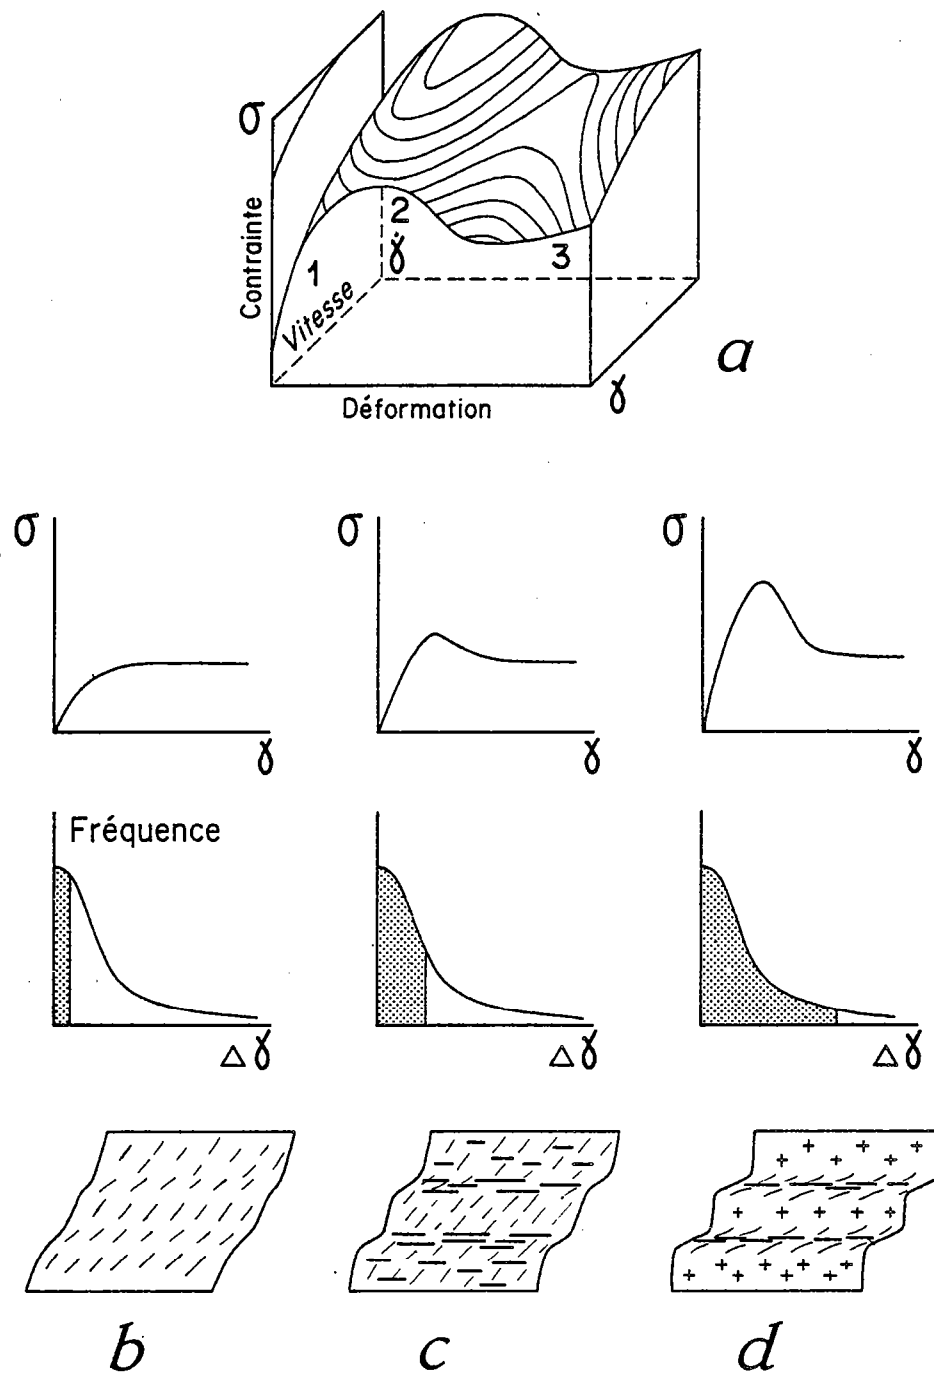 σ
Contrainte
1
2
γ̇
3
Vitesse
Déformation
γ
a
σ
σ
σ
γ
γ
γ
Fréquence
Δγ
Δγ
Δγ
b
c
d